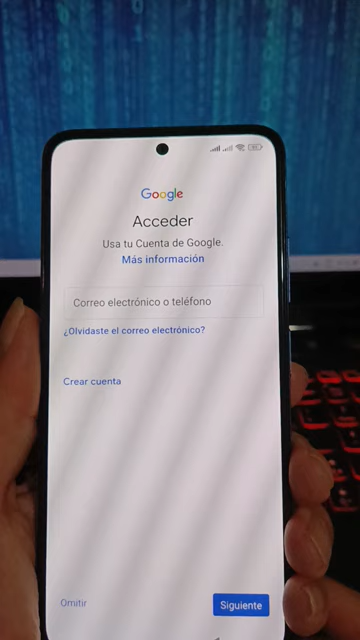 Google
Acceder
Usa tu Cuenta de Google.
Más información
Correo electrónico o teléfono
¿Olvidaste el correo electrónico?
Crear cuenta
Omitir
Siguiente